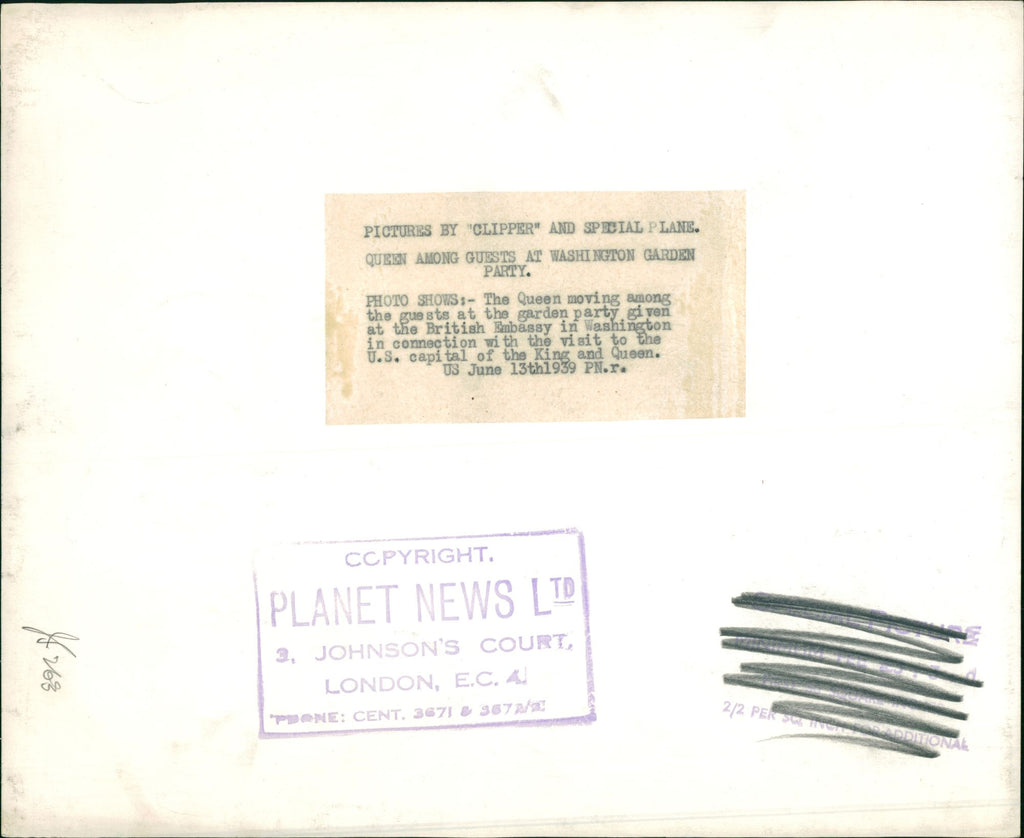 PICTURES BY "CLIPPER" AND SPECIAL PLANE.
QUEEN AMONG GUESTS AT WASHINGTON GARDEN
PARTY.
PHOTO SHOWS:- The Queen moving among
the guests at the garden party given
at the British Embassy in Washington
in connection with the visit to the
U.S. capital of the King and Queen.
US June 13th1939 PN.r.
COPYRIGHT.
PLANET NEWS LTD
3, JOHNSON'S COURT,
LONDON, E.C. 4
PHONE: CENT. 3671 & 3672/3
263
2/2 PER SQ. INCH FOR ADDITIONAL